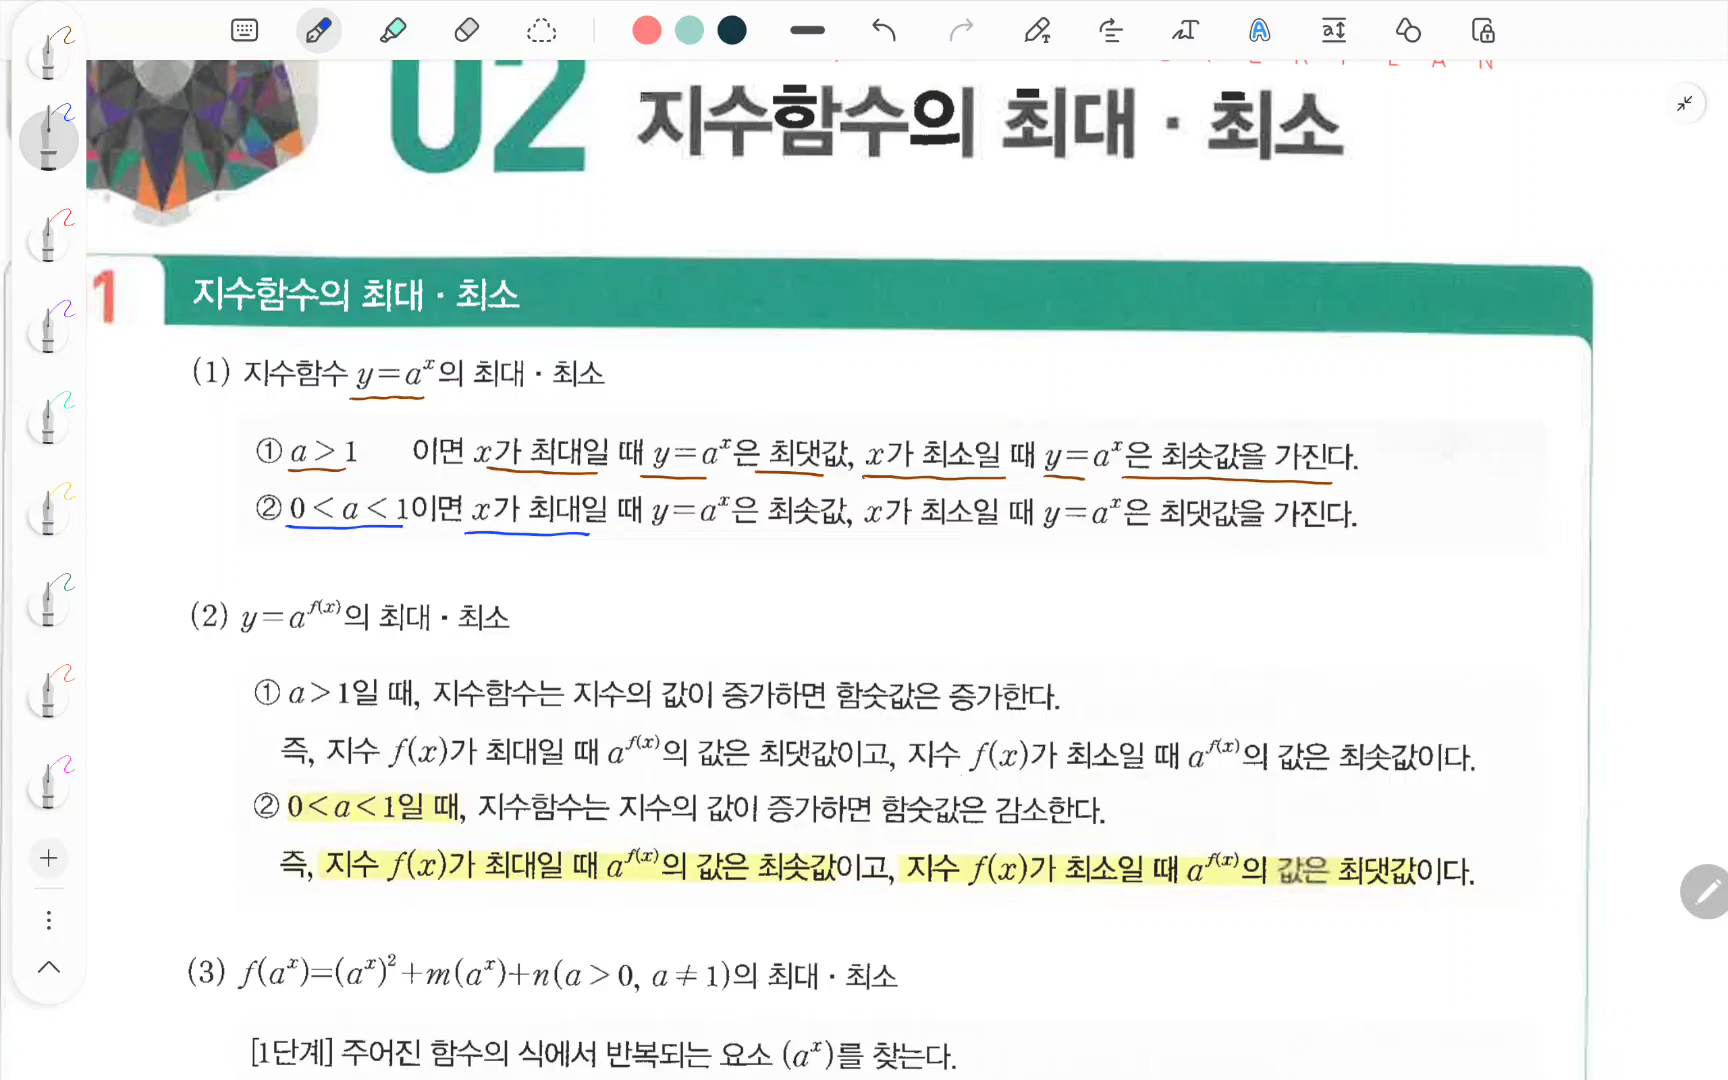 02 지수함수의 최대 · 최소
1 지수함수의 최대 · 최소
(1) 지수함수 y=aˣ의 최대 · 최소
① a>1 이면 x가 최대일 때 y=aˣ은 최댓값, x가 최소일 때 y=aˣ은 최솟값을 가진다.
② 0<a<1이면 x가 최대일 때 y=aˣ은 최솟값, x가 최소일 때 y=aˣ은 최댓값을 가진다.
(2) y=a^{f(x)}의 최대 · 최소
① a>1일 때, 지수함수는 지수의 값이 증가하면 함숫값은 증가한다.
즉, 지수 f(x)가 최대일 때 a^{f(x)}의 값은 최댓값이고, 지수 f(x)가 최소일 때 a^{f(x)}의 값은 최솟값이다.
② 0<a<1일 때, 지수함수는 지수의 값이 증가하면 함숫값은 감소한다.
즉, 지수 f(x)가 최대일 때 a^{f(x)}의 값은 최솟값이고, 지수 f(x)가 최소일 때 a^{f(x)}의 값은 최댓값이다.
(3) f(aˣ)=(aˣ)²+m(aˣ)+n(a>0, a≠1)의 최대 · 최소
[1단계] 주어진 함수의 식에서 반복되는 요소 (aˣ)를 찾는다.